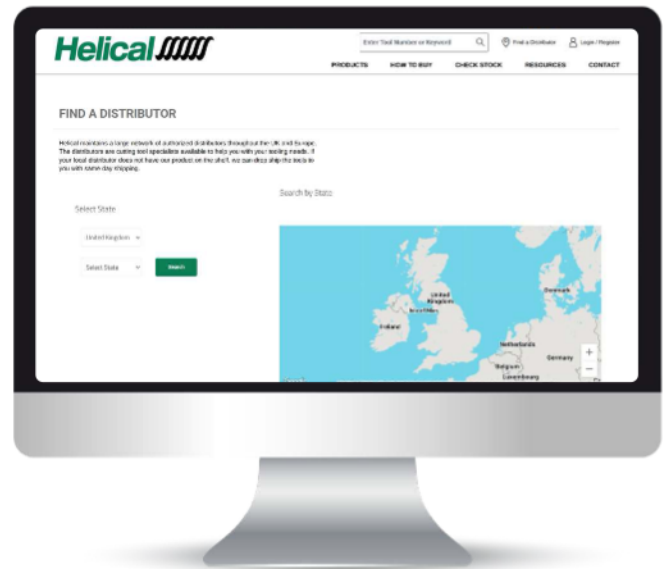 Helical
Enter Tool Number or Keyword
Find a Distributor
Login / Register
PRODUCTS
HOW TO BUY
CHECK STOCK
RESOURCES
CONTACT
FIND A DISTRIBUTOR
Helical maintains a large network of authorized distributors throughout the UK and Europe.
The distributors are cutting tool specialists available to help you with your tooling needs. If
your local distributor does not have our product on the shelf, we can drop ship the tools to
you with same day shipping.
Search by State
Select State
United Kingdom
Select State
Search
United
Kingdom
Isle of Man
Ireland
Denmark
Netherlands
Germany
Belgium
Luxembourg
+
−